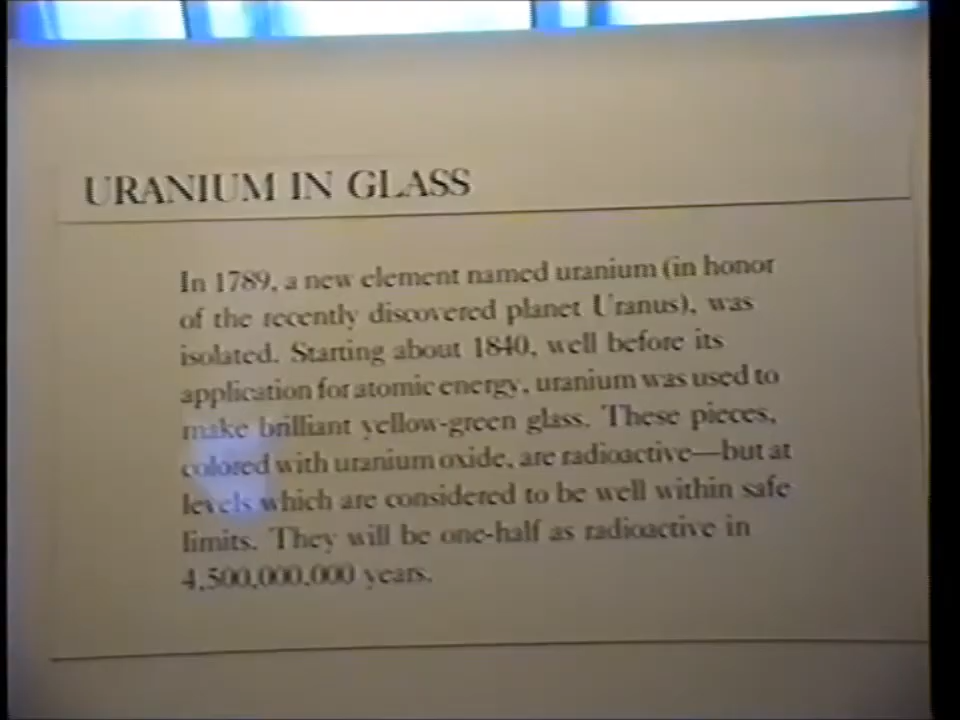 URANIUM IN GLASS
In 1789, a new element named uranium (in honor
of the recently discovered planet Uranus), was
isolated. Starting about 1840, well before its
application for atomic energy, uranium was used to
make brilliant yellow-green glass. These pieces,
colored with uranium oxide, are radioactive—but at
levels which are considered to be well within safe
limits. They will be one-half as radioactive in
4,500,000,000 years.